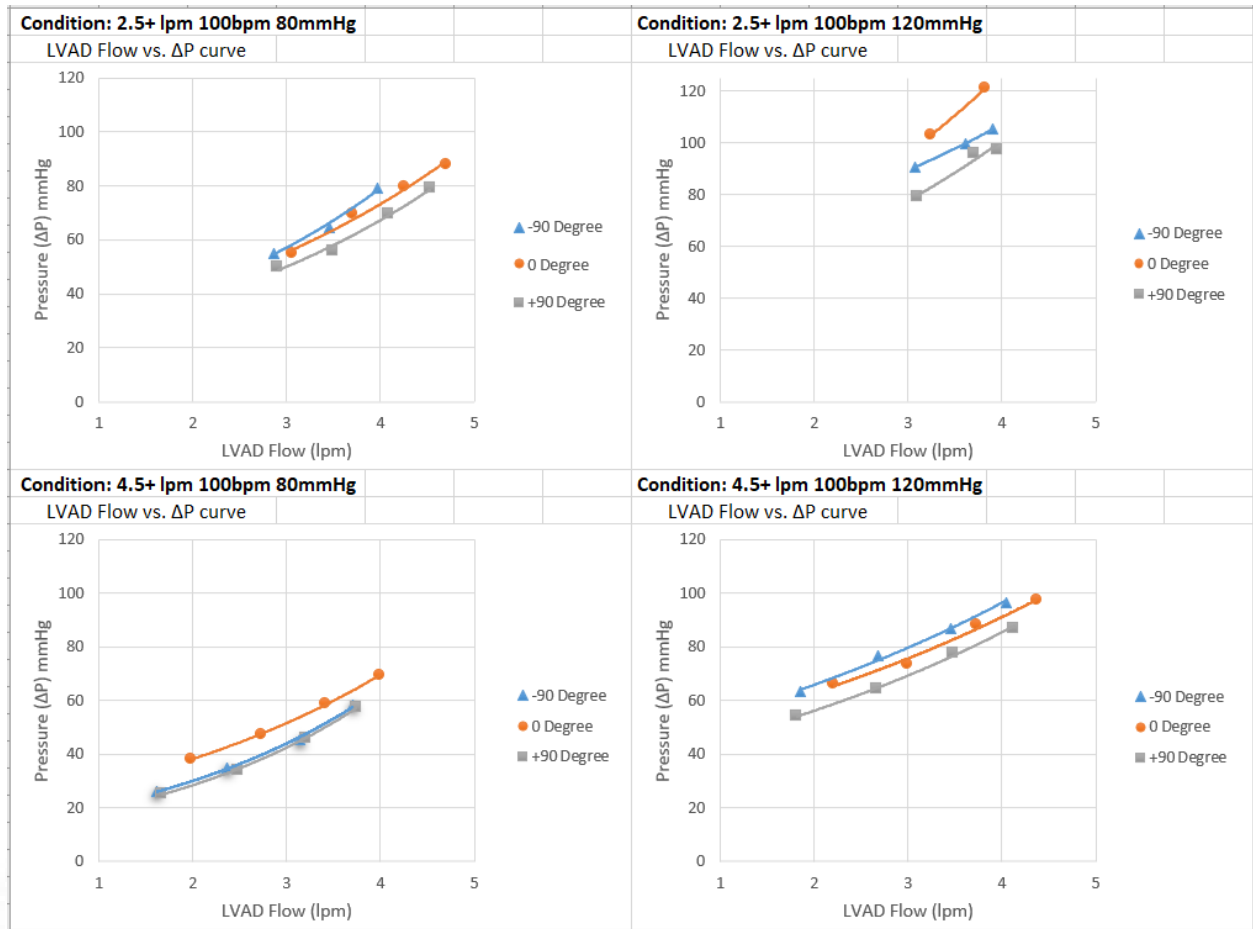 Condition: 2.5+ lpm 100bpm 80mmHg
LVAD Flow vs. ΔP curve
Pressure (ΔP) mmHg
120
100
80
60
40
20
0
1 2 3 4 5
LVAD Flow (lpm)
-90 Degree
0 Degree
+90 Degree
Condition: 2.5+ lpm 100bpm 120mmHg
LVAD Flow vs. ΔP curve
Pressure (ΔP) mmHg
120
100
80
60
40
20
0
1 2 3 4 5
LVAD Flow (lpm)
-90 Degree
0 Degree
+90 Degree
Condition: 4.5+ lpm 100bpm 80mmHg
LVAD Flow vs. ΔP curve
Pressure (ΔP) mmHg
120
100
80
60
40
20
0
1 2 3 4 5
LVAD Flow (lpm)
-90 Degree
0 Degree
+90 Degree
Condition: 4.5+ lpm 100bpm 120mmHg
LVAD Flow vs. ΔP curve
Pressure (ΔP) mmHg
120
100
80
60
40
20
0
1 2 3 4 5
LVAD Flow (lpm)
-90 Degree
0 Degree
+90 Degree